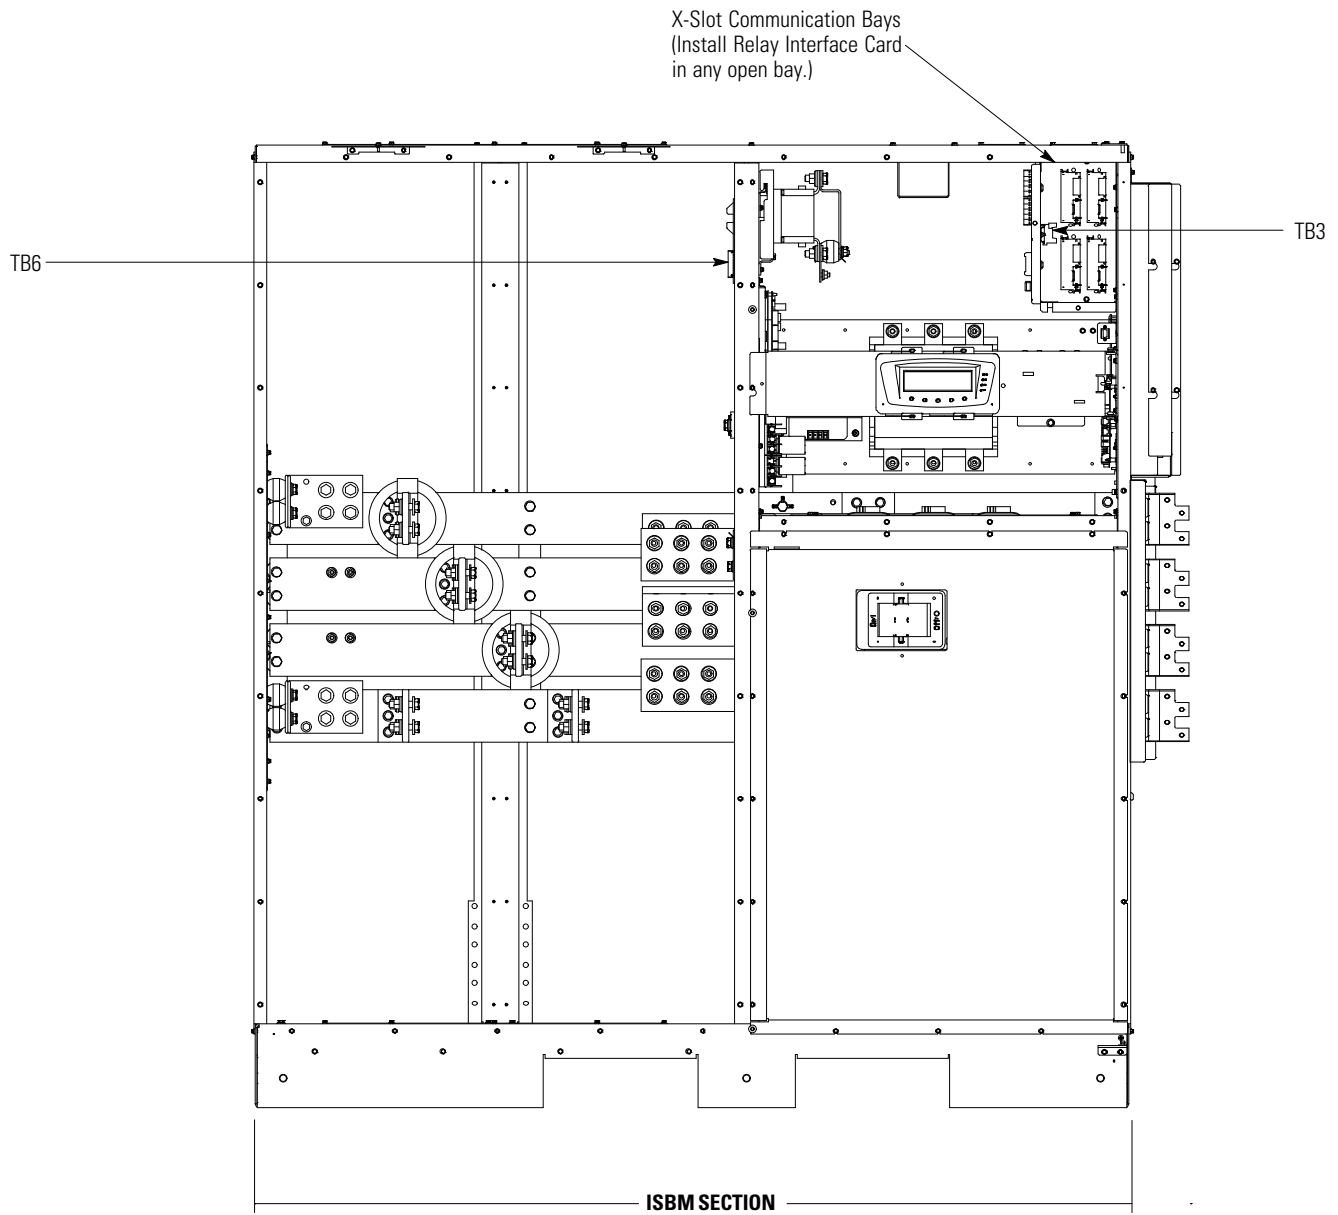 X-Slot Communication Bays
(Install Relay Interface Card
in any open bay.)
TB3
TB6
ISBM SECTION